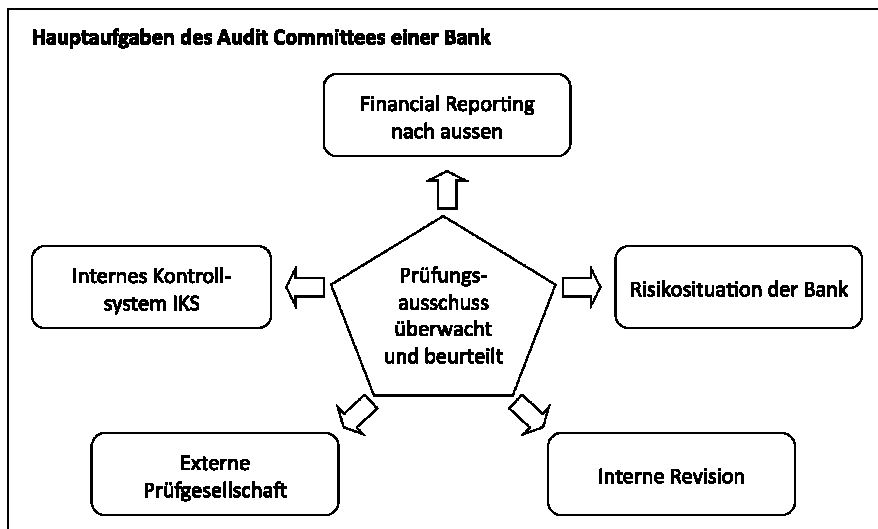 Hauptaufgaben des Audit Committees einer Bank
Financial Reporting
nach aussen
Internes Kontroll-
system IKS
Prüfungs-
ausschuss
überwacht
und beurteilt
Risikosituation der Bank
Externe
Prüfgesellschaft
Interne Revision